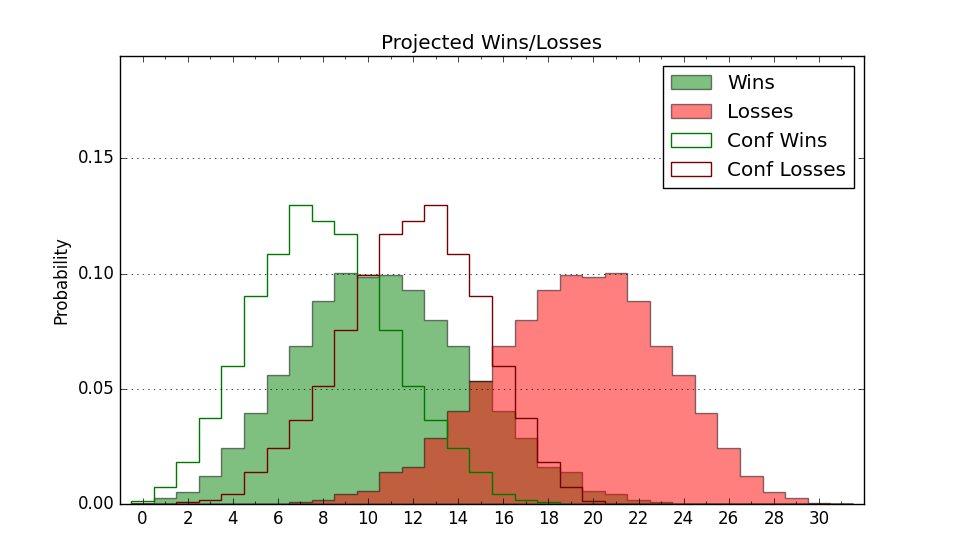 Projected Wins/Losses
Wins
Losses
Conf Wins
Conf Losses
Probability
0.15
0.10
0.05
0.00
0 2 4 6 8 10 12 14 16 18 20 22 24 26 28 30